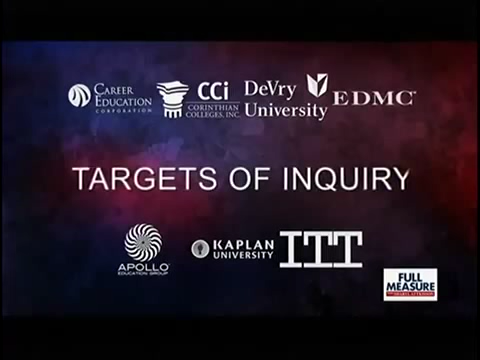 CAREER EDUCATION CORPORATION
CCi CORINTHIAN COLLEGES, INC.
DeVry University
EDMC
TARGETS OF INQUIRY
APOLLO EDUCATION GROUP
KAPLAN UNIVERSITY
ITT
FULL MEASURE